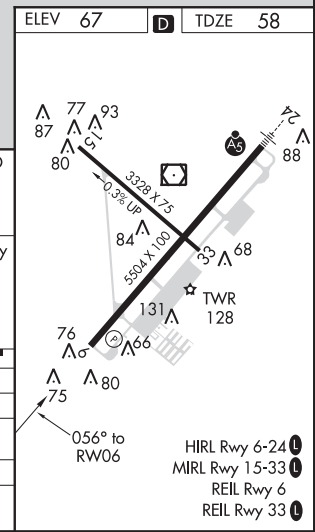 ELEV 67 D TDZE 58
87
77
93
80
15
24
A5
88
3328 X 75
0.3% UP
84
5504 X 100
33
68
TWR
128
131
76
6
P
66
75
80
056° to
RW06
HIRL Rwy 6-24 L
MIRL Rwy 15-33 L
REIL Rwy 6
REIL Rwy 33 L